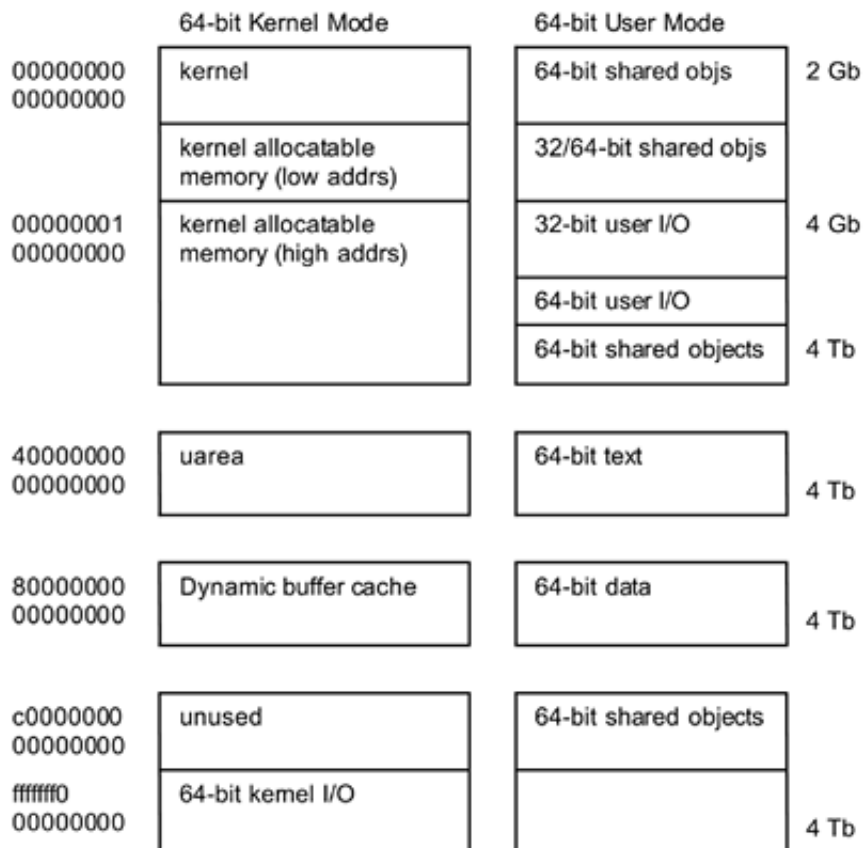 64-bit Kernel Mode
64-bit User Mode
00000000
00000000
kernel
64-bit shared objs
2 Gb
kernel allocatable
memory (low addrs)
32/64-bit shared objs
00000001
00000000
kernel allocatable
memory (high addrs)
32-bit user I/O
4 Gb
64-bit user I/O
64-bit shared objects
4 Tb
40000000
00000000
uarea
64-bit text
4 Tb
80000000
00000000
Dynamic buffer cache
64-bit data
4 Tb
c0000000
00000000
unused
64-bit shared objects
fffffff0
00000000
64-bit kernel I/O
4 Tb